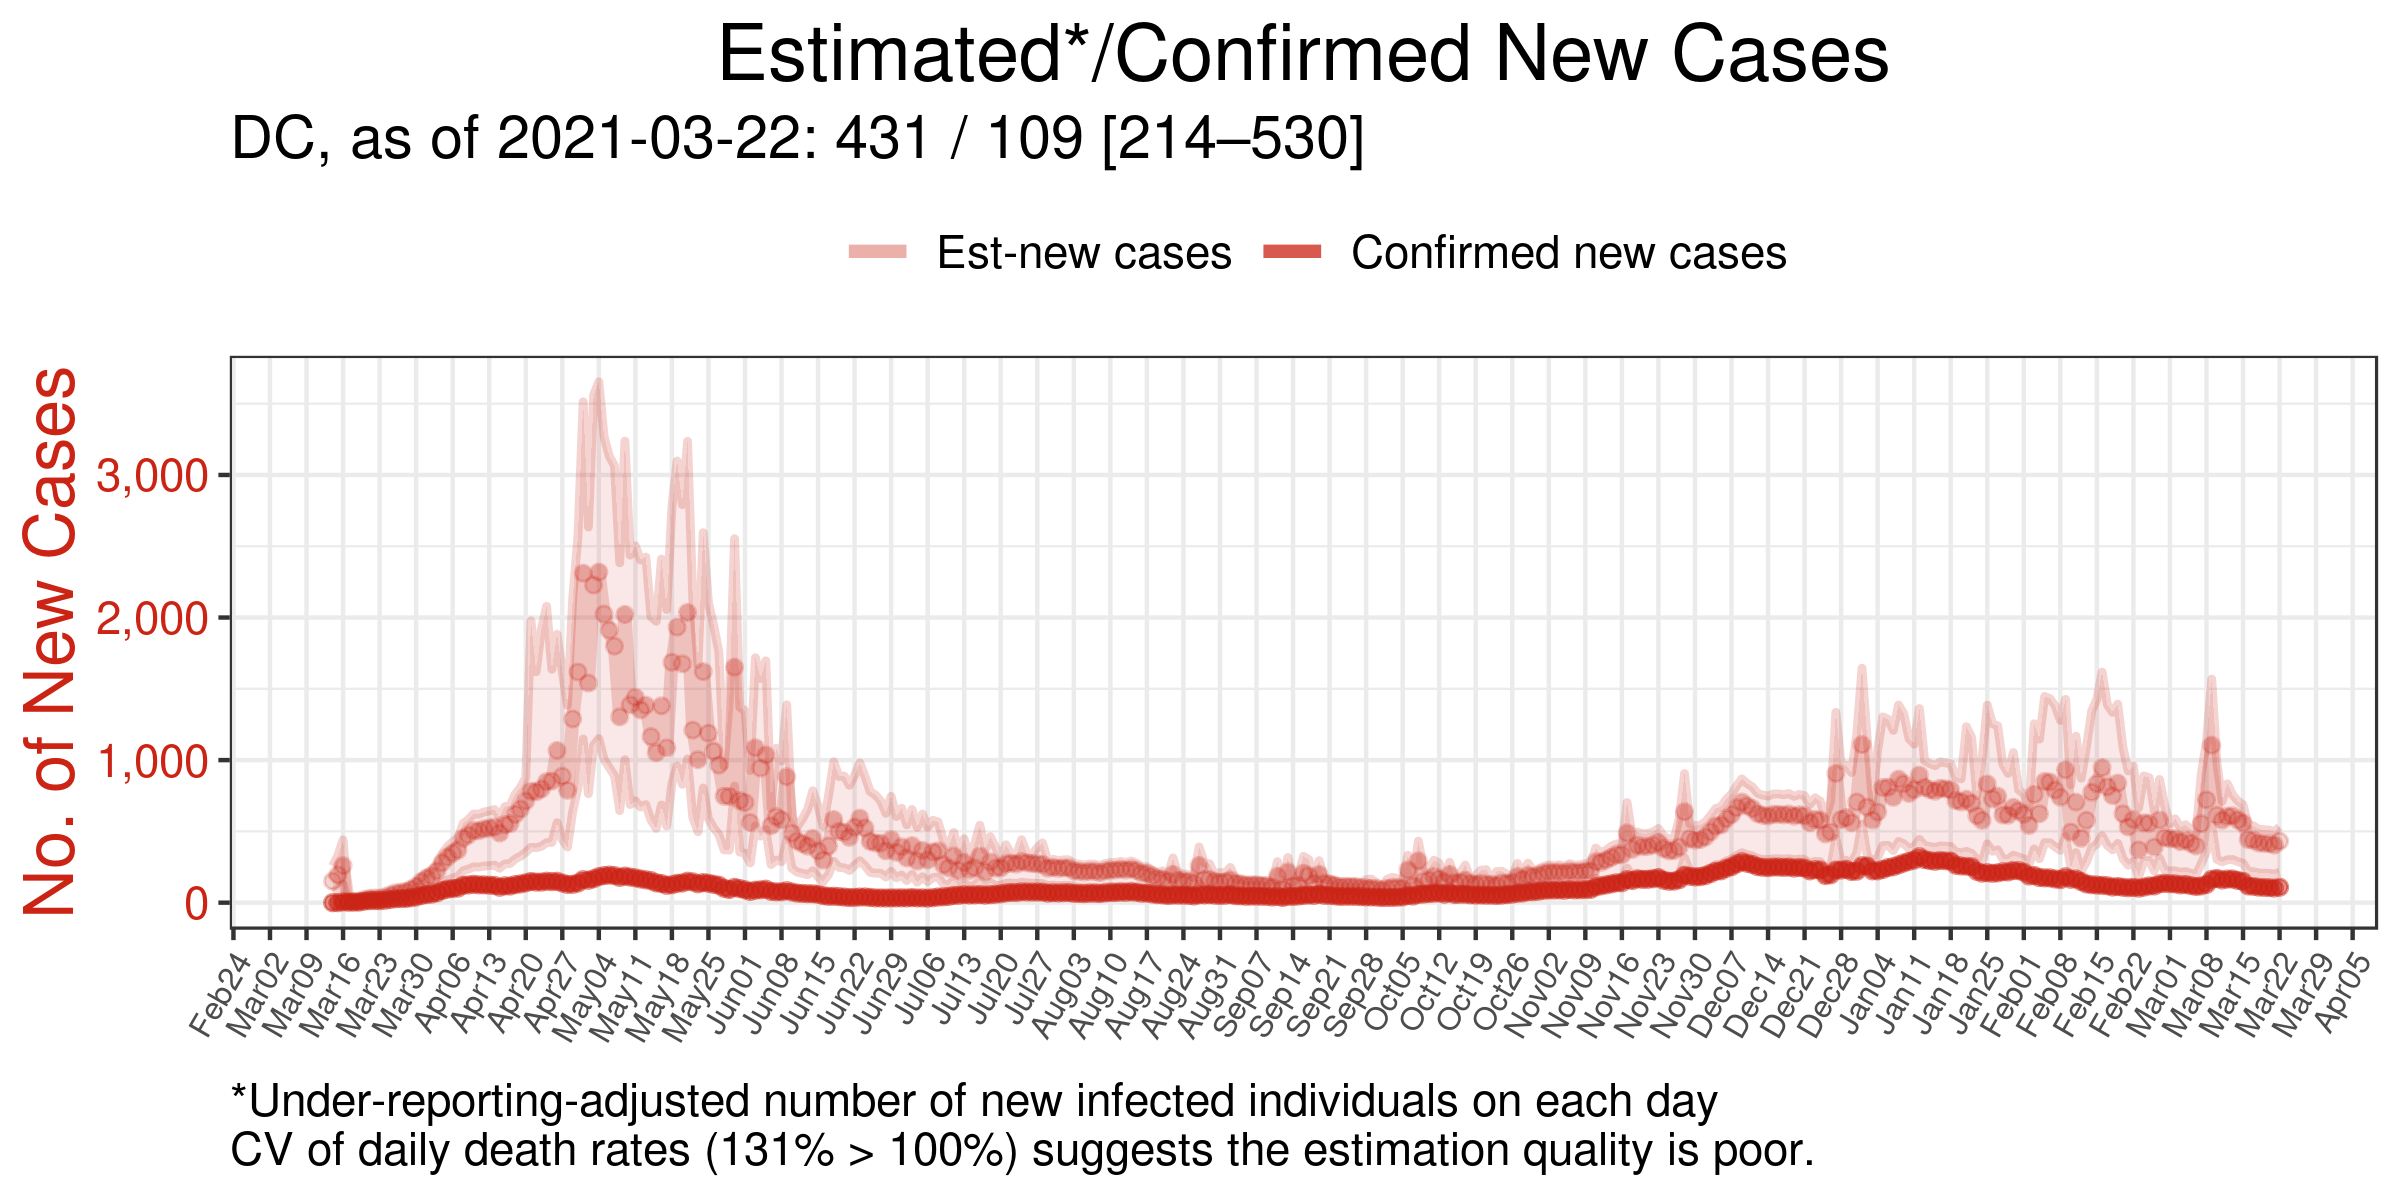 Estimated*/Confirmed New Cases
DC, as of 2021-03-22: 431 / 109 [214–530]
Est-new cases Confirmed new cases
No. of New Cases
3,000
2,000
1,000
0
Feb24 Mar02 Mar09 Mar16 Mar23 Mar30 Apr06 Apr13 Apr20 Apr27 May04 May11 May18 May25 Jun01 Jun08 Jun15 Jun22 Jun29 Jul06 Jul13 Jul20 Jul27 Aug03 Aug10 Aug17 Aug24 Aug31 Sep07 Sep14 Sep21 Sep28 Oct05 Oct12 Oct19 Oct26 Nov02 Nov09 Nov16 Nov23 Nov30 Dec07 Dec14 Dec21 Dec28 Jan04 Jan11 Jan18 Jan25 Feb01 Feb08 Feb15 Feb22 Mar01 Mar08 Mar15 Mar22 Mar29 Apr05
*Under-reporting-adjusted number of new infected individuals on each day
CV of daily death rates (131% > 100%) suggests the estimation quality is poor.